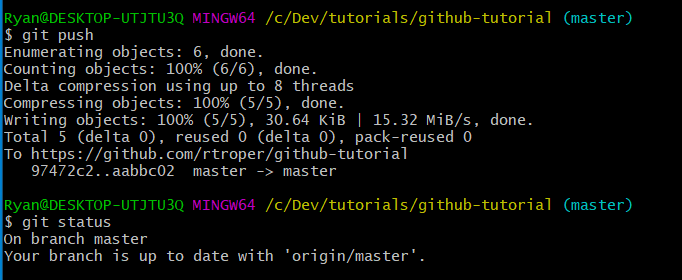 Ryan@DESKTOP-UTJTU3Q MINGW64 /c/Dev/tutorials/github-tutorial (master)
$ git push
Enumerating objects: 6, done.
Counting objects: 100% (6/6), done.
Delta compression using up to 8 threads
Compressing objects: 100% (5/5), done.
Writing objects: 100% (5/5), 30.64 KiB | 15.32 MiB/s, done.
Total 5 (delta 0), reused 0 (delta 0), pack-reused 0
To https://github.com/rtroper/github-tutorial
   97472c2..aabbc02  master -> master
Ryan@DESKTOP-UTJTU3Q MINGW64 /c/Dev/tutorials/github-tutorial (master)
$ git status
On branch master
Your branch is up to date with 'origin/master'.